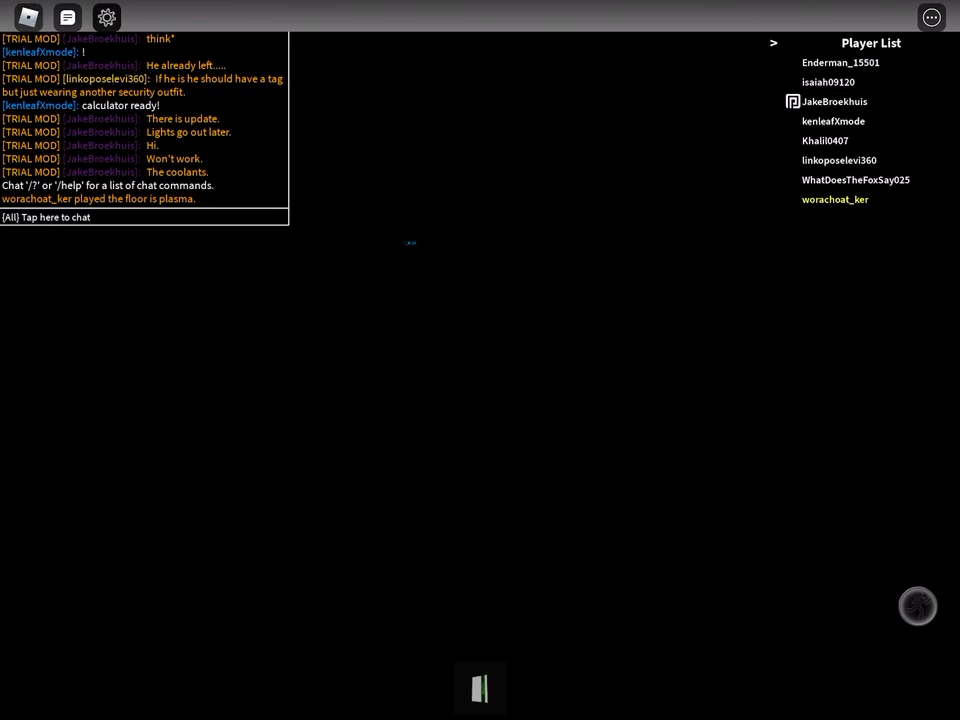 [TRIAL MOD] [JakeBroekhuis]: think*
[kenleafXmode]: !
[TRIAL MOD] [JakeBroekhuis]: He already left.....
[TRIAL MOD] [linkoposelevi360]: If he is he should have a tag
but just wearing another security outfit.
[kenleafXmode]: calculator ready!
[TRIAL MOD] [JakeBroekhuis]: There is update.
[TRIAL MOD] [JakeBroekhuis]: Lights go out later.
[TRIAL MOD] [JakeBroekhuis]: Hi.
[TRIAL MOD] [JakeBroekhuis]: Won't work.
[TRIAL MOD] [JakeBroekhuis]: The coolants.
Chat '/?' or '/help' for a list of chat commands.
worachoat_ker played the floor is plasma.
{All} Tap here to chat
> Player List
Enderman_15501
isaiah09120
JakeBroekhuis
kenleafXmode
Khalil0407
linkoposelevi360
WhatDoesTheFoxSay025
worachoat_ker